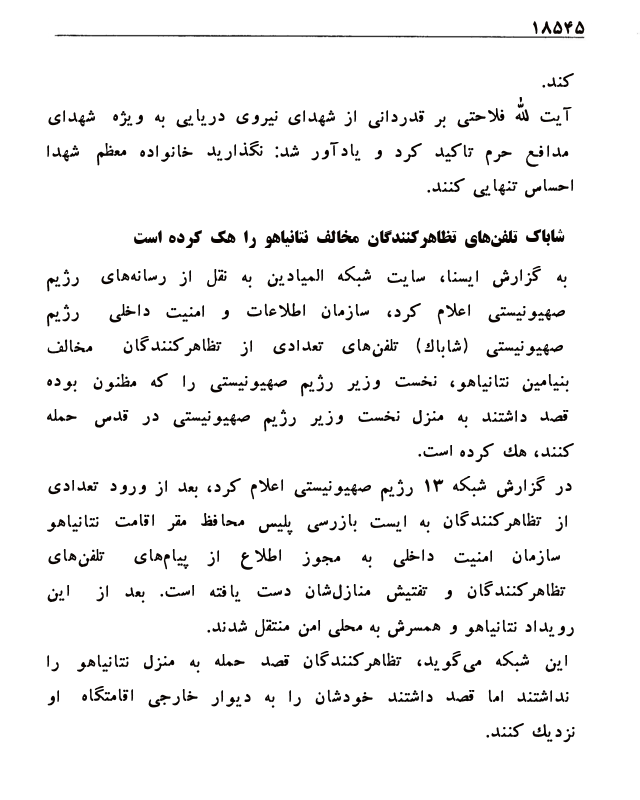 ۱۸۵۴۵
کند.
آیت لله فلاحتی بر قدردانی از شهدای نیروی دریایی به ویژه شهدای
مدافع حرم تاکید کرد و یادآور شد: نگذارید خانواده معظم شهدا
احساس تنهایی کنند.
شاباک تلفن‌های تظاهرکنندگان مخالف نتانیاهو را هک کرده است
به گزارش ایسنا، سایت شبکه المیادین به نقل از رسانه‌های رژیم
صهیونیستی اعلام کرد، سازمان اطلاعات و امنیت داخلی رژیم
صهیونیستی (شاباك) تلفن‌های تعدادی از تظاهرکنندگان مخالف
بنیامین نتانیاهو، نخست وزیر رژیم صهیونیستی را که مظنون بوده
قصد داشتند به منزل نخست وزیر رژیم صهیونیستی در قدس حمله
کنند، هك کرده است.
در گزارش شبکه ۱۳ رژیم صهیونیستی اعلام کرد، بعد از ورود تعدادی
از تظاهرکنندگان به ایست بازرسی پلیس محافظ مقر اقامت نتانیاهو
سازمان امنیت داخلی به مجوز اطلاع از پیام‌های تلفن‌های
تظاهرکنندگان و تفتیش منازل‌شان دست یافته است. بعد از این
رویداد نتانیاهو و همسرش به محلی امن منتقل شدند.
این شبکه می‌گوید، تظاهرکنندگان قصد حمله به منزل نتانیاهو را
نداشتند اما قصد داشتند خودشان را به دیوار خارجی اقامتگاه او
نزدیك کنند.